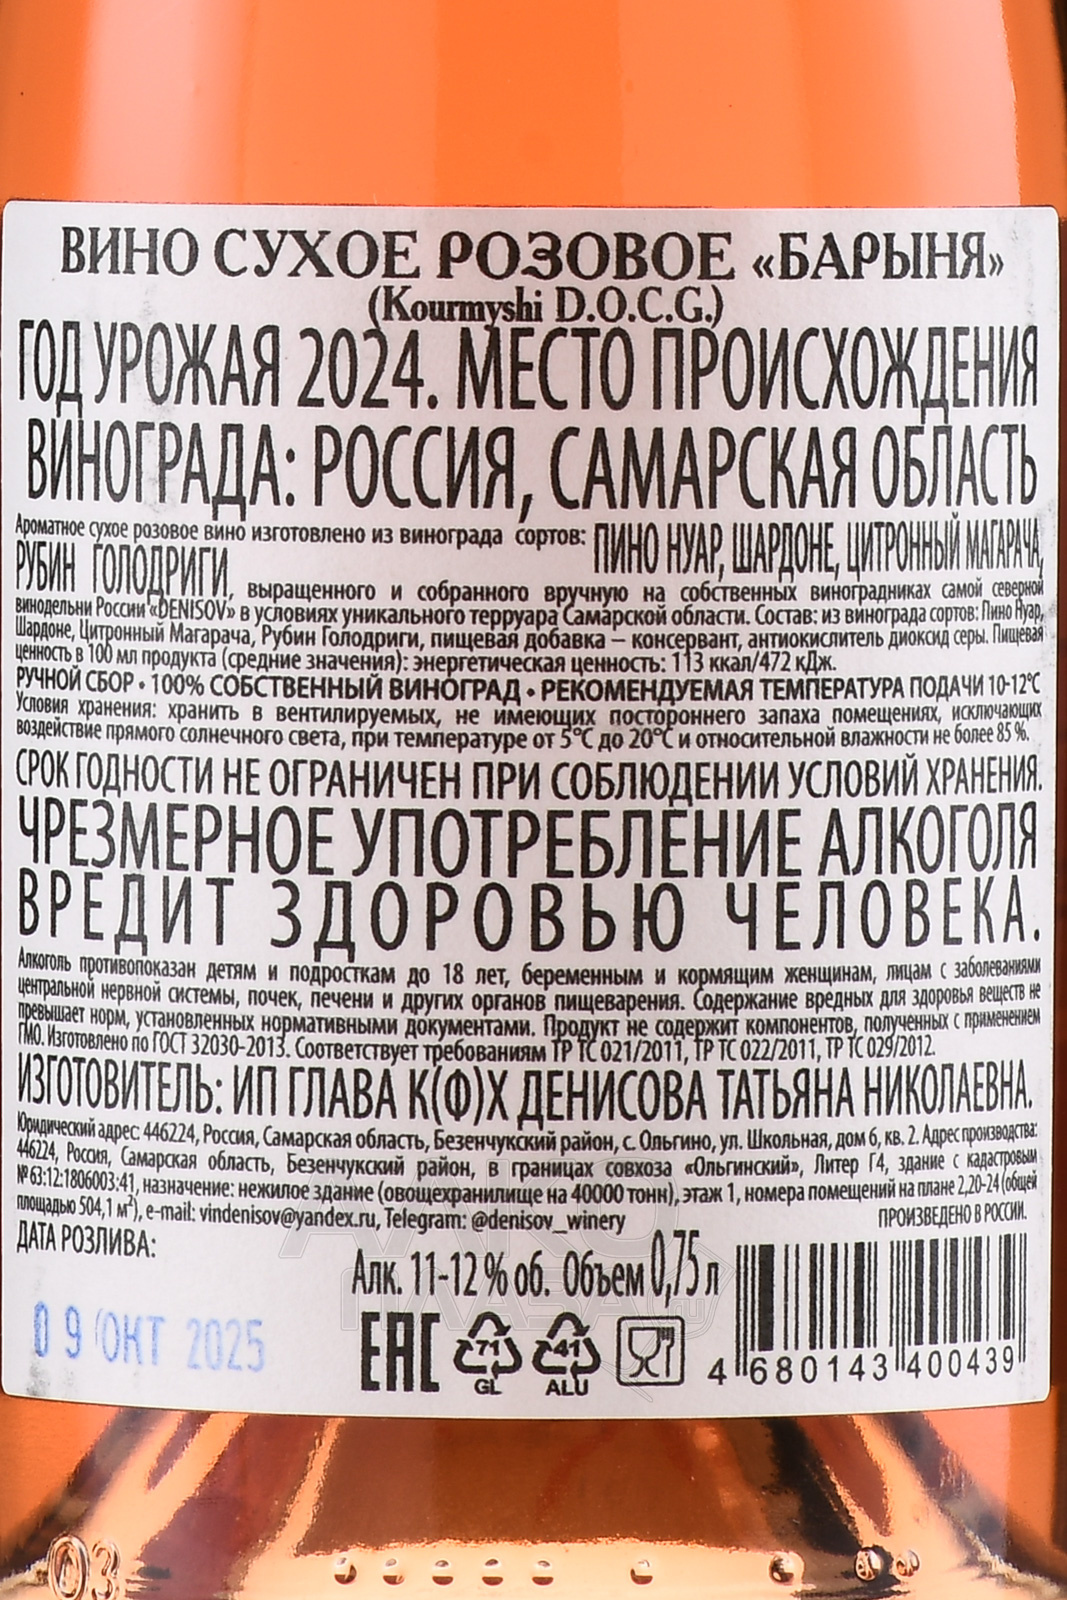 ВИНО СУХОЕ РОЗОВОЕ «БАРЫНЯ»
(Kourmyshi D.O.C.G.)
ГОД УРОЖАЯ 2024. МЕСТО ПРОИСХОЖДЕНИЯ
ВИНОГРАДА: РОССИЯ, САМАРСКАЯ ОБЛАСТЬ
Ароматное сухое розовое вино изготовлено из винограда сортов: ПИНО НУАР, ШАРДОНЕ, ЦИТРОННЫЙ МАГАРАЧА,
РУБИН ГОЛОДРИГИ, выращенного и собранного вручную на собственных виноградниках самой северной
винодельни России «DENISOV» в условиях уникального терруара Самарской области. Состав: из винограда сортов: Пино Нуар,
Шардоне, Цитронный Магарача, Рубин Голодриги, пищевая добавка – консервант, антиокислитель диоксид серы. Пищевая
ценность в 100 мл продукта (средние значения): энергетическая ценность: 113 ккал/472 кДж.
РУЧНОЙ СБОР • 100% СОБСТВЕННЫЙ ВИНОГРАД • РЕКОМЕНДУЕМАЯ ТЕМПЕРАТУРА ПОДАЧИ 10-12°С
Условия хранения: хранить в вентилируемых, не имеющих постороннего запаха помещениях, исключающих
воздействие прямого солнечного света, при температуре от 5°С до 20°С и относительной влажности не более 85 %.
СРОК ГОДНОСТИ НЕ ОГРАНИЧЕН ПРИ СОБЛЮДЕНИИ УСЛОВИЙ ХРАНЕНИЯ.
ЧРЕЗМЕРНОЕ УПОТРЕБЛЕНИЕ АЛКОГОЛЯ
ВРЕДИТ ЗДОРОВЬЮ ЧЕЛОВЕКА.
Алкоголь противопоказан детям и подросткам до 18 лет, беременным и кормящим женщинам, лицам с заболеваниями
центральной нервной системы, почек, печени и других органов пищеварения. Содержание вредных для здоровья веществ не
превышает норм, установленных нормативными документами. Продукт не содержит компонентов, полученных с применением
ГМО. Изготовлено по ГОСТ 32030-2013. Соответствует требованиям ТР ТС 021/2011, ТР ТС 022/2011, ТР ТС 029/2012.
ИЗГОТОВИТЕЛЬ: ИП ГЛАВА К(Ф)Х ДЕНИСОВА ТАТЬЯНА НИКОЛАЕВНА.
Юридический адрес: 446224, Россия, Самарская область, Безенчукский район, с. Ольгино, ул. Школьная, дом 6, кв. 2. Адрес производства:
446224, Россия, Самарская область, Безенчукский район, в границах совхоза «Ольгинский», Литер Г4, здание с кадастровым
№ 63:12:1806003:41, назначение: нежилое здание (овощехранилище на 40000 тонн), этаж 1, номера помещений на плане 2,20-24 (общей
площадью 504,1 м²), e-mail: vindenisov@yandex.ru, Telegram: @denisov_winery
ПРОИЗВЕДЕНО В РОССИИ.
ДАТА РОЗЛИВА:
Алк. 11-12 % об. Объем 0,75 л
09 ОКТ 2025
ЕАС 71 GL 41 ALU
4 680143 400439
АЛКО
ПЛАЗА.ru
03